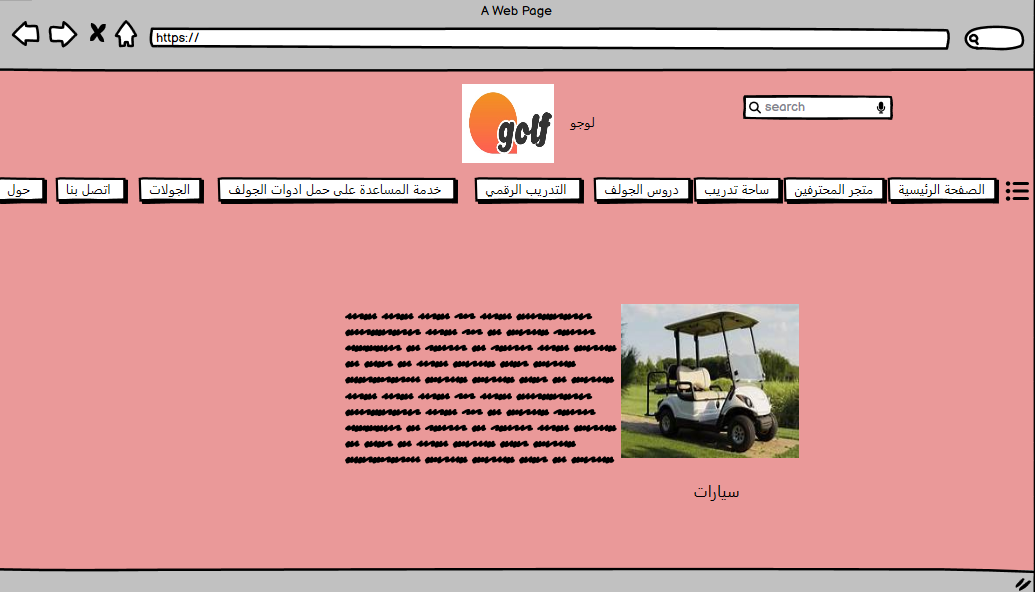 A Web Page
https://
search
golf
لوجو
الصفحة الرئيسية
متجر المحترفين
ساحة تدريب
دروس الجولف
التدريب الرقمي
خدمة المساعدة على حمل ادوات الجولف
الجولات
اتصل بنا
حول
سيارات